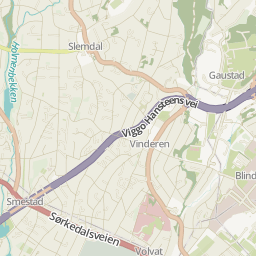 Holmenbekken
Slemdal
Gaustad
Viggo Hansteens vei
Vinderen
Blind
Smestad
Sørkedalsveien
Volvat